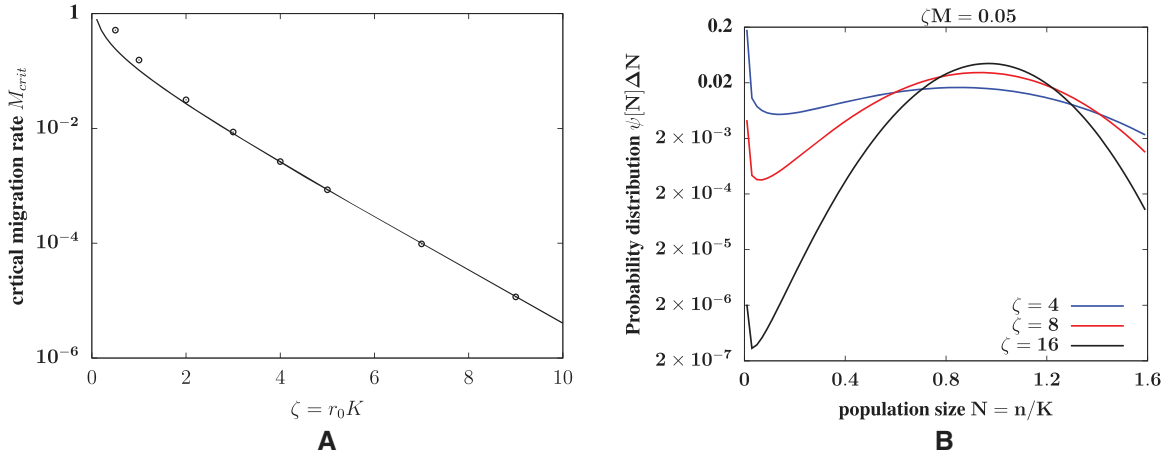 1
10⁻²
10⁻⁴
10⁻⁶
crtical migration rate M_crit
0 2 4 6 8 10
ζ = r₀K
A
ζM = 0.05
0.2
0.02
2 × 10⁻³
2 × 10⁻⁴
2 × 10⁻⁵
2 × 10⁻⁶
2 × 10⁻⁷
Probability distribution ψ[N]ΔN
ζ = 4
ζ = 8
ζ = 16
0 0.4 0.8 1.2 1.6
population size N = n/K
B